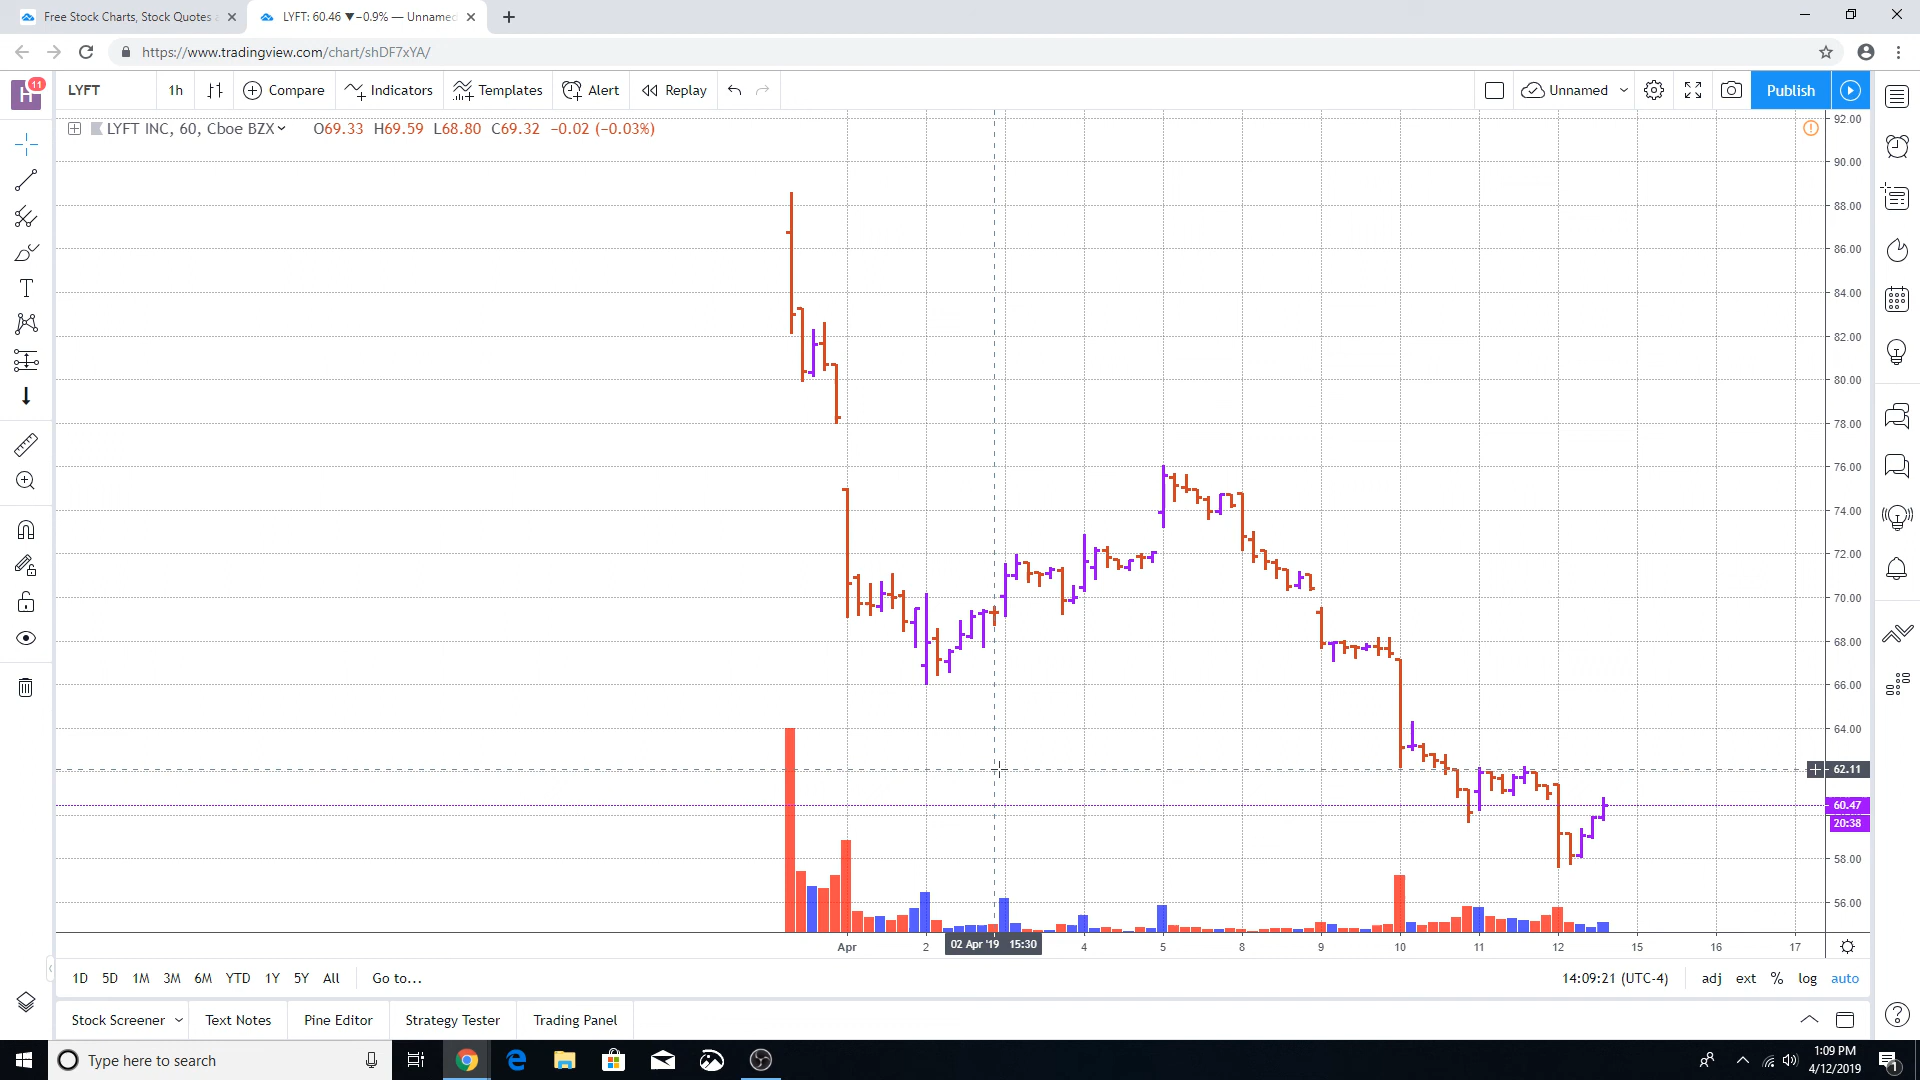 Free Stock Charts, Stock Quotes a
LYFT: 60.46 ▼−0.9% — Unnamed
https://www.tradingview.com/chart/shDF7xYA/
H
11
LYFT
1h
Compare
Indicators
Templates
Alert
Replay
Unnamed
Publish
LYFT INC, 60, Cboe BZX
O69.33 H69.59 L68.80 C69.32 −0.02 (−0.03%)
92.00
90.00
88.00
86.00
84.00
82.00
80.00
78.00
76.00
74.00
72.00
70.00
68.00
66.00
64.00
62.11
60.47
20:38
58.00
56.00
Apr
2
02 Apr '19 15:30
4
5
8
9
10
11
12
15
16
17
1D 5D 1M 3M 6M YTD 1Y 5Y All Go to...
14:09:21 (UTC-4) adj ext % log auto
Stock Screener
Text Notes
Pine Editor
Strategy Tester
Trading Panel
Type here to search
1:09 PM
4/12/2019
1